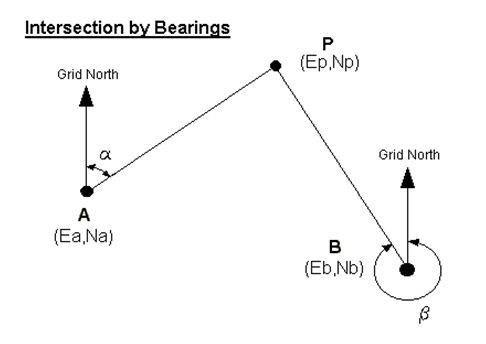 Intersection by Bearings
P
(Ep,Np)
Grid North
α
A
(Ea,Na)
Grid North
B
(Eb,Nb)
β